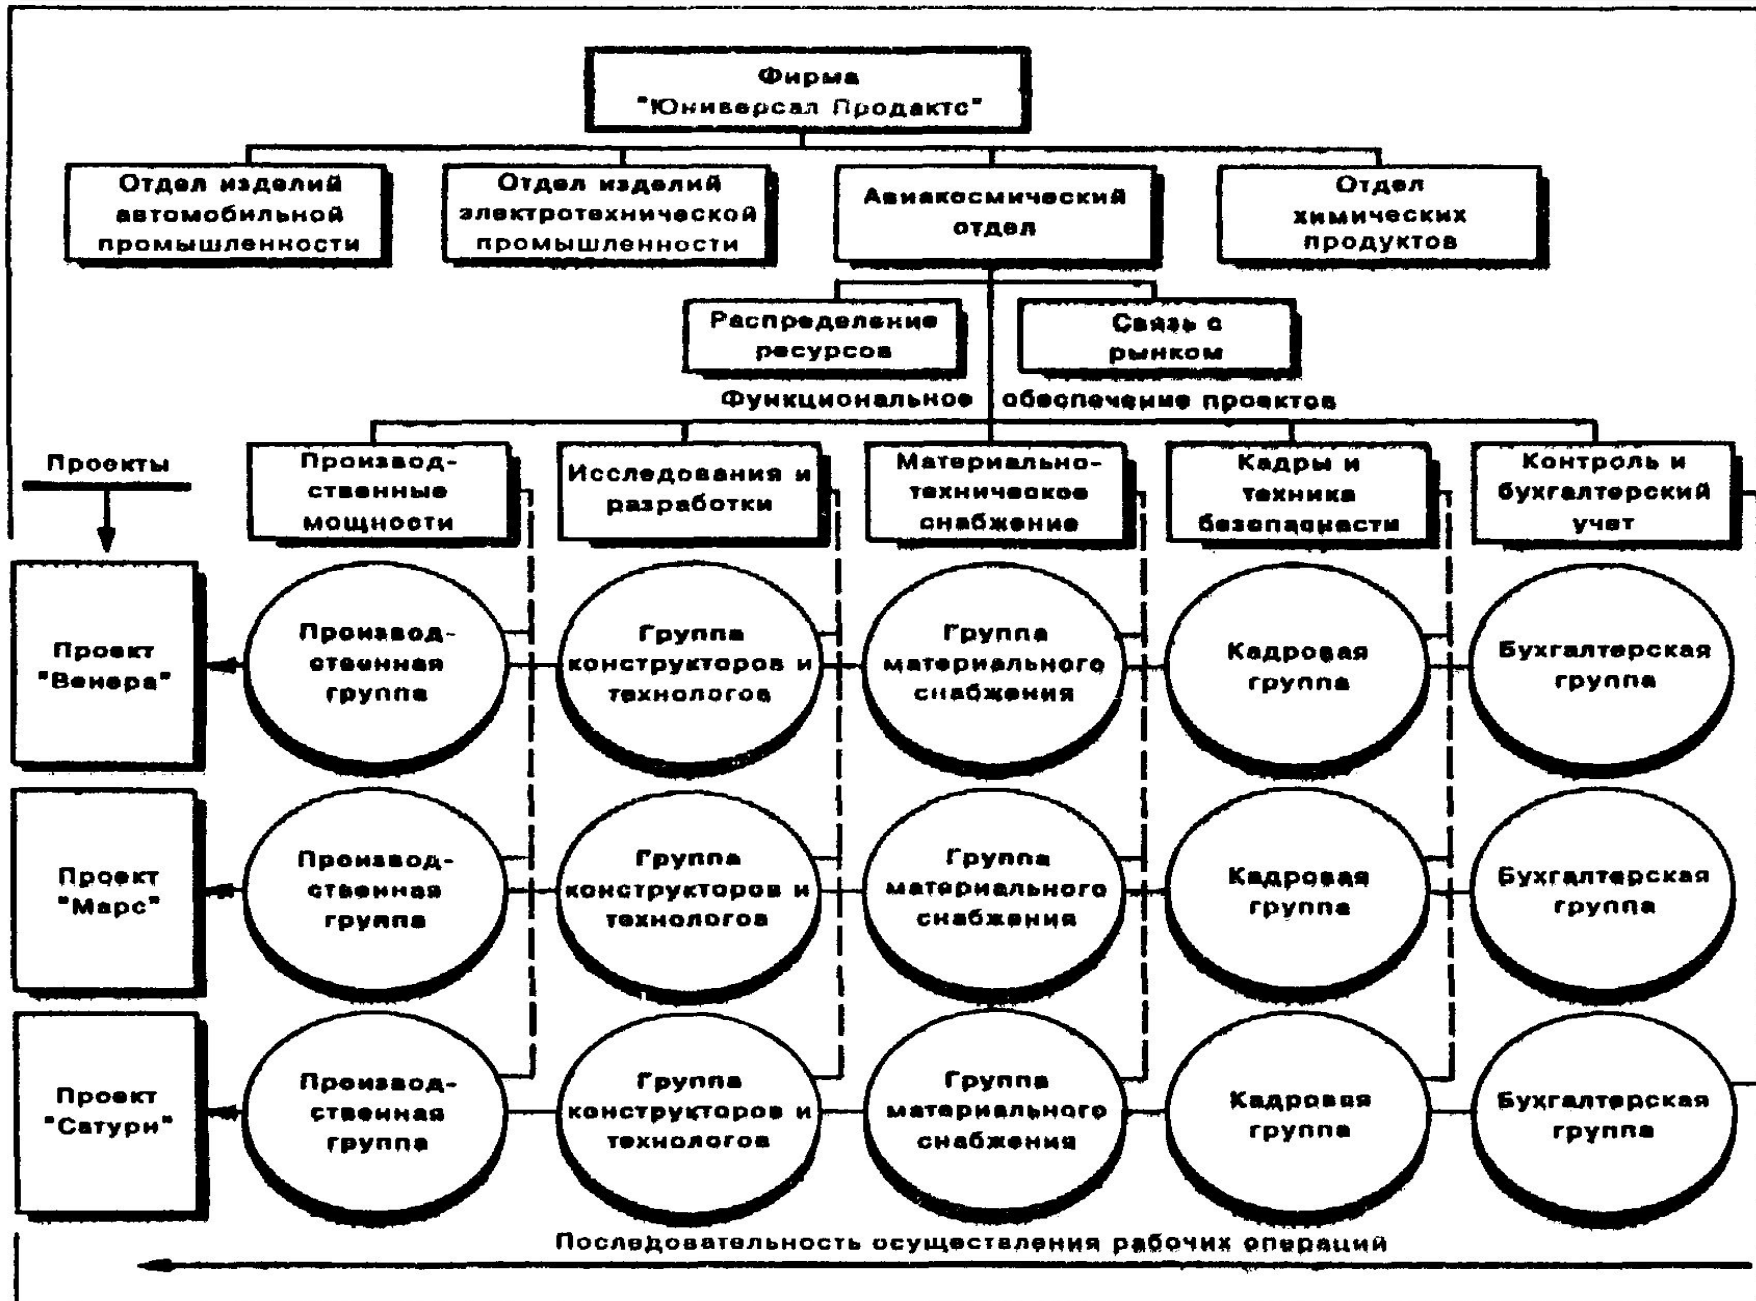 Фирма
"Юниверсал Продактс"
Отдел изделий
автомобильной
промышленности
Отдел изделий
электротехнической
промышленности
Авиакосмический
отдел
Отдел
химических
продуктов
Распределение
ресурсов
Связь с
рынком
Функциональное обеспечение проектов
Проекты
Производ-
ственные
мощности
Исследования и
разработки
Материально-
техническое
снабжение
Кадры и
техника
безопасности
Контроль и
бухгалтерский
учет
Проект
"Венера"
Производ-
ственная
группа
Группа
конструкторов и
технологов
Группа
материального
снабжения
Кадровая
группа
Бухгалтерская
группа
Проект
"Марс"
Производ-
ственная
группа
Группа
конструкторов и
технологов
Группа
материального
снабжения
Кадровая
группа
Бухгалтерская
группа
Проект
"Сатурн"
Производ-
ственная
группа
Группа
конструкторов и
технологов
Группа
материального
снабжения
Кадровая
группа
Бухгалтерская
группа
Последовательность осуществления рабочих операций